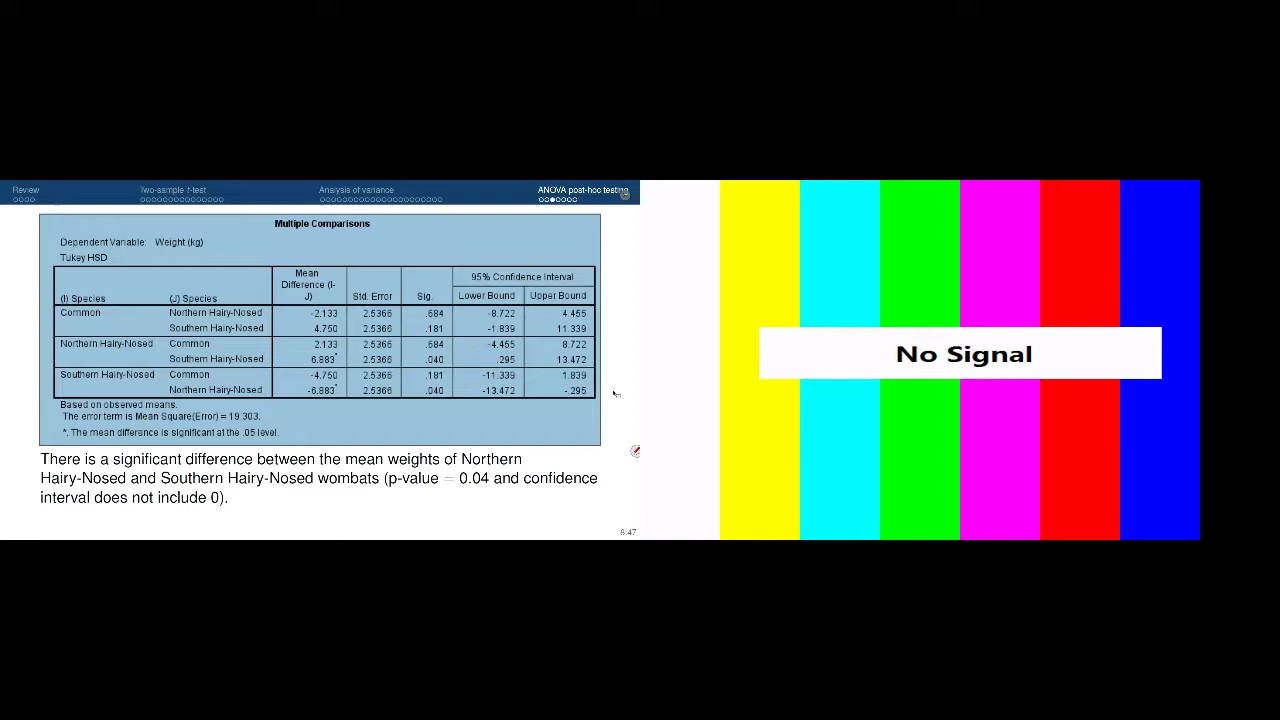 Review Two-sample t-test Analysis of variance ANOVA post-hoc testing
Multiple Comparisons
Dependent Variable: Weight (kg)
Tukey HSD
(I) Species (J) Species Mean Difference (I-J) Std. Error Sig. 95% Confidence Interval
Lower Bound Upper Bound
Common Northern Hairy-Nosed -2.133 2.5366 .684 -8.722 4.455
Southern Hairy-Nosed 4.750 2.5366 .181 -1.839 11.339
Northern Hairy-Nosed Common 2.133 2.5366 .684 -4.455 8.722
Southern Hairy-Nosed 6.883* 2.5366 .040 .295 13.472
Southern Hairy-Nosed Common -4.750 2.5366 .181 -11.339 1.839
Northern Hairy-Nosed -6.883* 2.5366 .040 -13.472 -.295
Based on observed means.
The error term is Mean Square(Error) = 19.303.
*. The mean difference is significant at the .05 level.
There is a significant difference between the mean weights of Northern
Hairy-Nosed and Southern Hairy-Nosed wombats (p-value = 0.04 and confidence
interval does not include 0).
8:47
No Signal